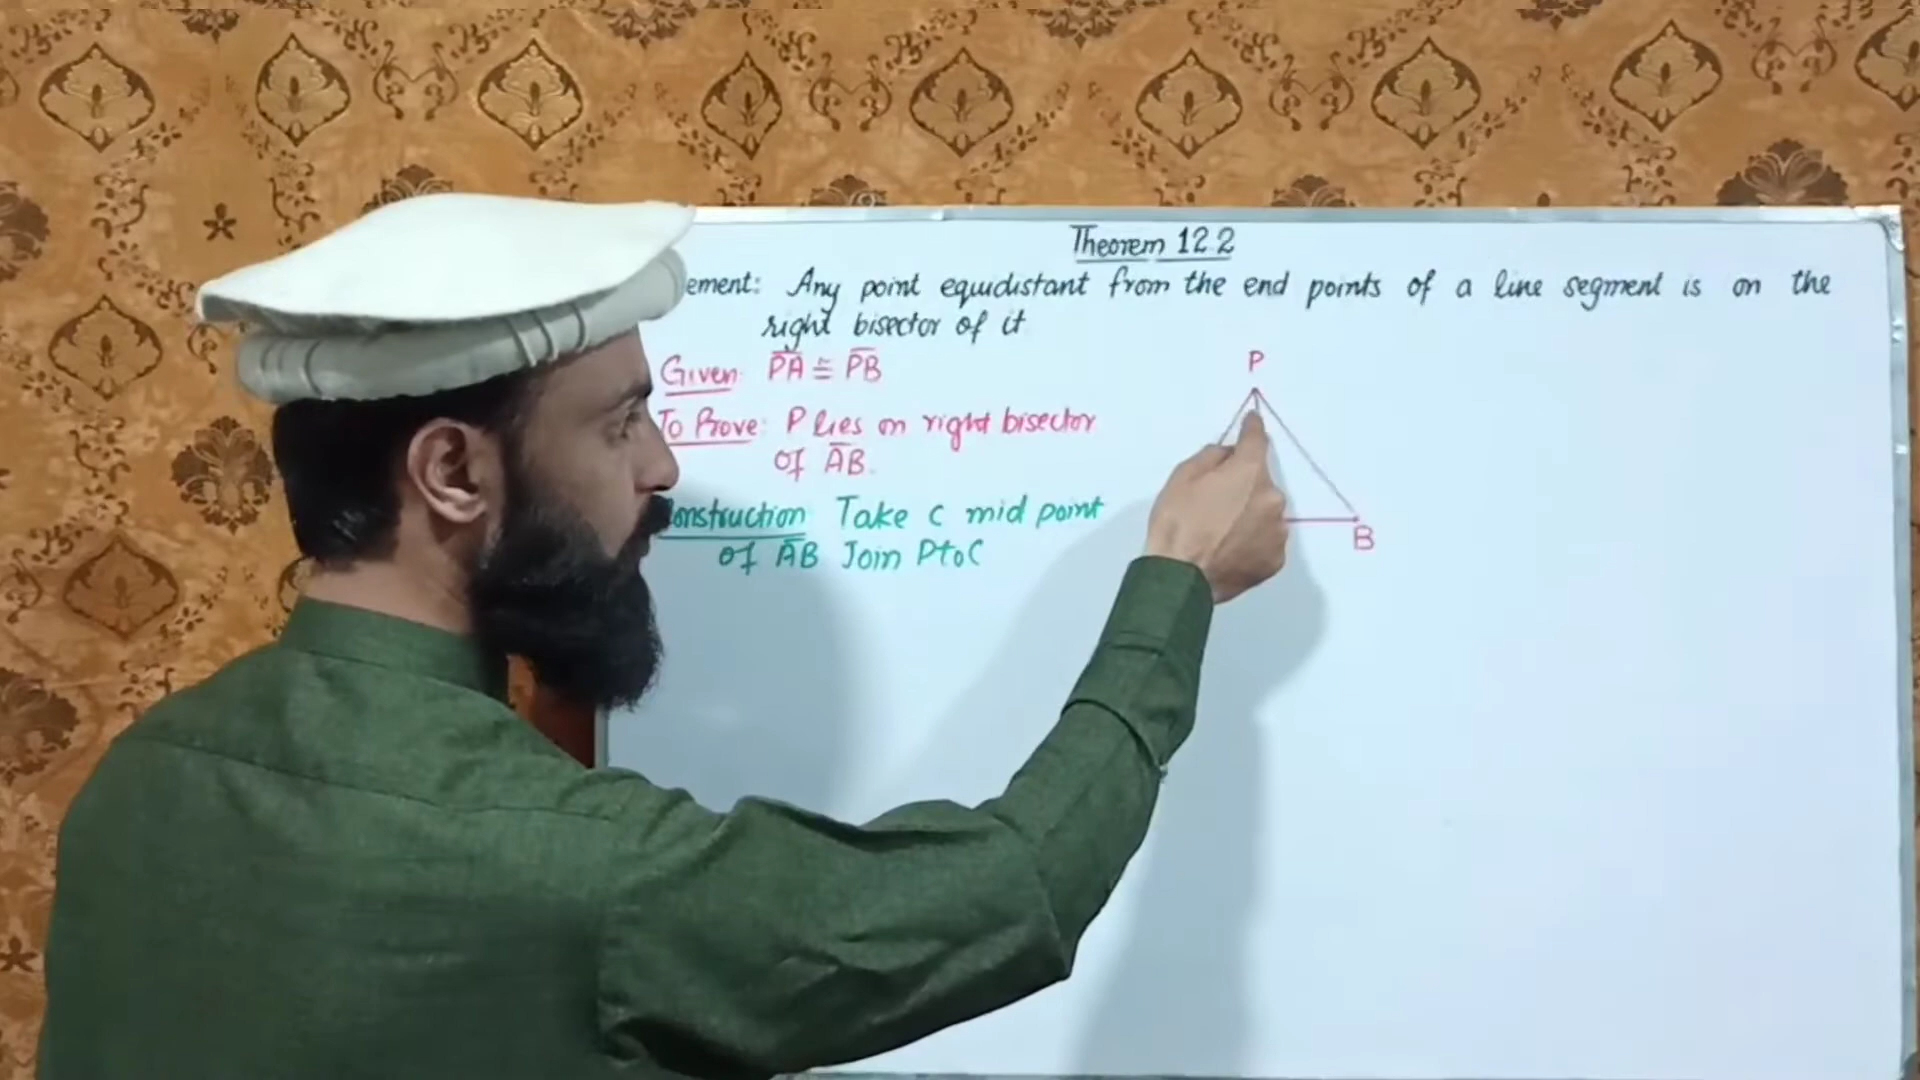 Theorem 12.2
ement: Any point equidistant from the end points of a line segment is on the
right bisector of it
Given: PA ≅ PB
To Prove: P lies on right bisector
of AB.
onstruction Take C mid point
of AB Join P to C
P
B